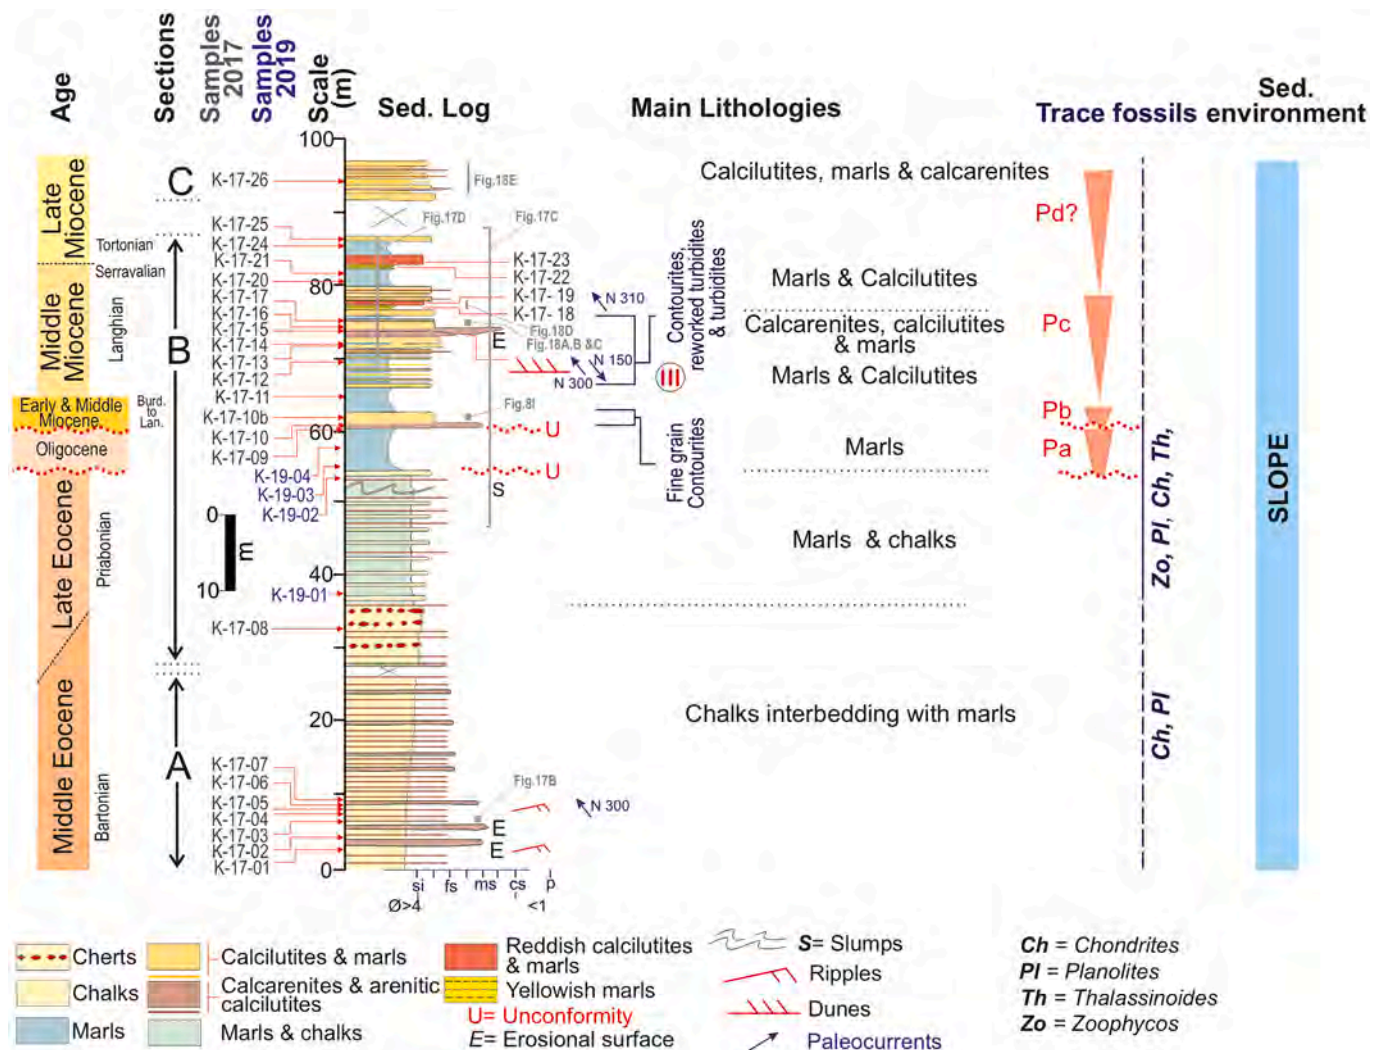 Age
Sections
Samples
2017
Samples
2019
Scale
(m)
Sed. Log
Main Lithologies
Trace fossils
Sed.
environment
Late
Miocene
Tortonian
Serravalian
Middle
Miocene
Langhian
Early & Middle
Miocene
Burd.
to
Lan.
Oligocene
Late Eocene
Priabonian
Middle Eocene
Bartonian
C
B
A
K-17-26
K-17-25
K-17-24
K-17-21
K-17-20
K-17-17
K-17-16
K-17-15
K-17-14
K-17-13
K-17-12
K-17-11
K-17-10b
K-17-10
K-17-09
K-19-04
K-19-03
K-19-02
K-19-01
K-17-08
K-17-07
K-17-06
K-17-05
K-17-04
K-17-03
K-17-02
K-17-01
0
m
10
100
80
60
40
20
0
si
fs
ms
cs
p
Ø>4
<1
Fig.18E
Fig.17D
Fig.17C
K-17-23
K-17-22
K-17- 19
K-17- 18
Fig.18D
E
Fig.18A,B &C
Fig.8I
U
U
S
Fig.17B
E
E
N 310
N 150
N 300
N 300
III
Contourites,
reworked turbidites
& turbidites
Fine grain
Contourites
Calcilutites, marls & calcarenites
Marls & Calcilutites
Calcarenites, calcilutites
& marls
Marls & Calcilutites
Marls
Marls & chalks
Chalks interbedding with marls
Pd?
Pc
Pb
Pa
Zo, Pl, Ch, Th,
Ch, Pl
SLOPE
Cherts
Chalks
Marls
Calcilutites & marls
Calcarenites & arenitic
calcilutites
Marls & chalks
Reddish calcilutites
& marls
Yellowish marls
U= Unconformity
E= Erosional surface
S= Slumps
Ripples
Dunes
Paleocurrents
Ch = Chondrites
Pl = Planolites
Th = Thalassinoides
Zo = Zoophycos